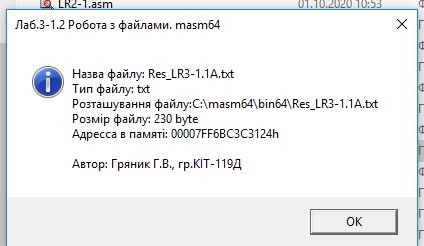 LR2-1.asm
01.10.2020 10:53
Лаб.3-1.2 Робота з файлами. masm64
Назва файлу: Res_LR3-1.1A.txt
Тип файлу: txt
Розташування файлу:C:\masm64\bin64\Res_LR3-1.1A.txt
Розмір файлу: 230 byte
Адресса в памяті: 00007FF6BC3C3124h
Автор: Гряник Г.В., гр.КІТ-119Д
OK